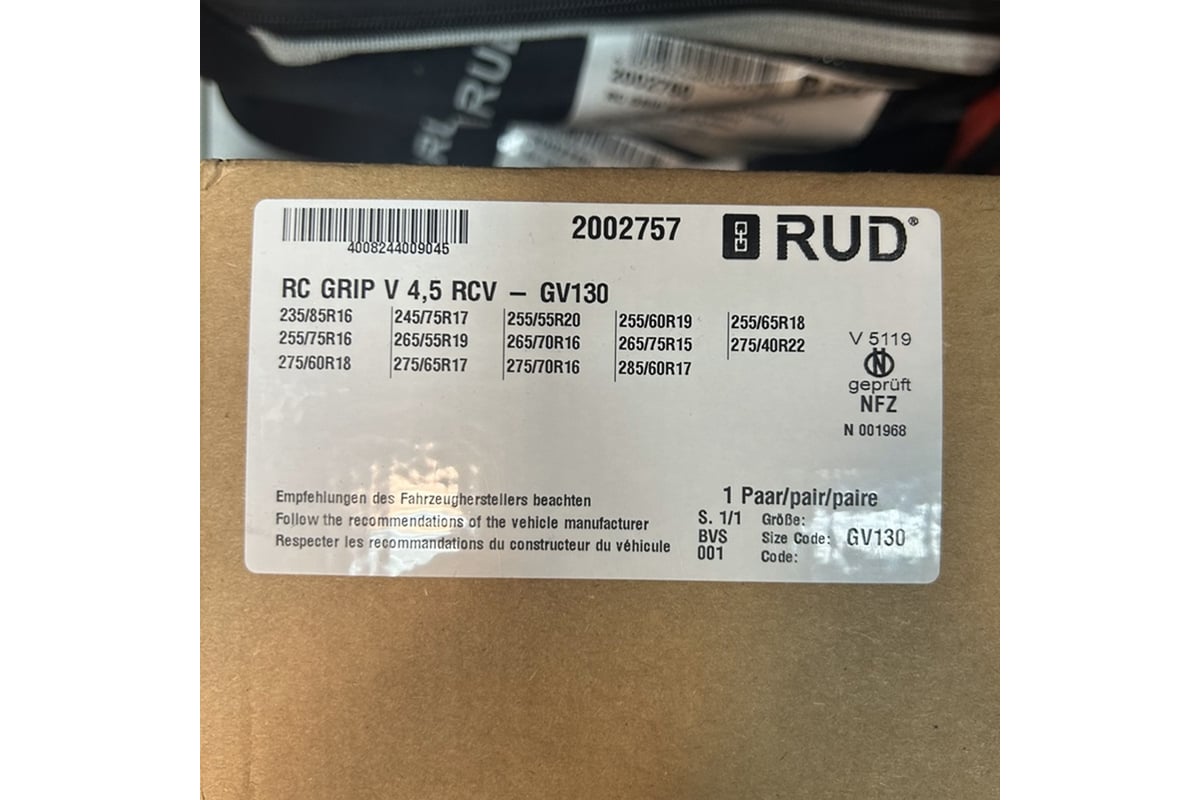 RUD
2002757
RUD®
4008244009045
RC GRIP V 4,5 RCV – GV130
235/85R16 245/75R17 255/55R20 255/60R19 255/65R18
255/75R16 265/55R19 265/70R16 265/75R15 275/40R22
275/60R18 275/65R17 275/70R16 285/60R17
V 5119
N
geprüft
NFZ
N 001968
Empfehlungen des Fahrzeugherstellers beachten
Follow the recommendations of the vehicle manufacturer
Respecter les recommandations du constructeur du véhicule
1 Paar/pair/paire
S. 1/1
BVS
001
Größe:
Size Code: GV130
Code: